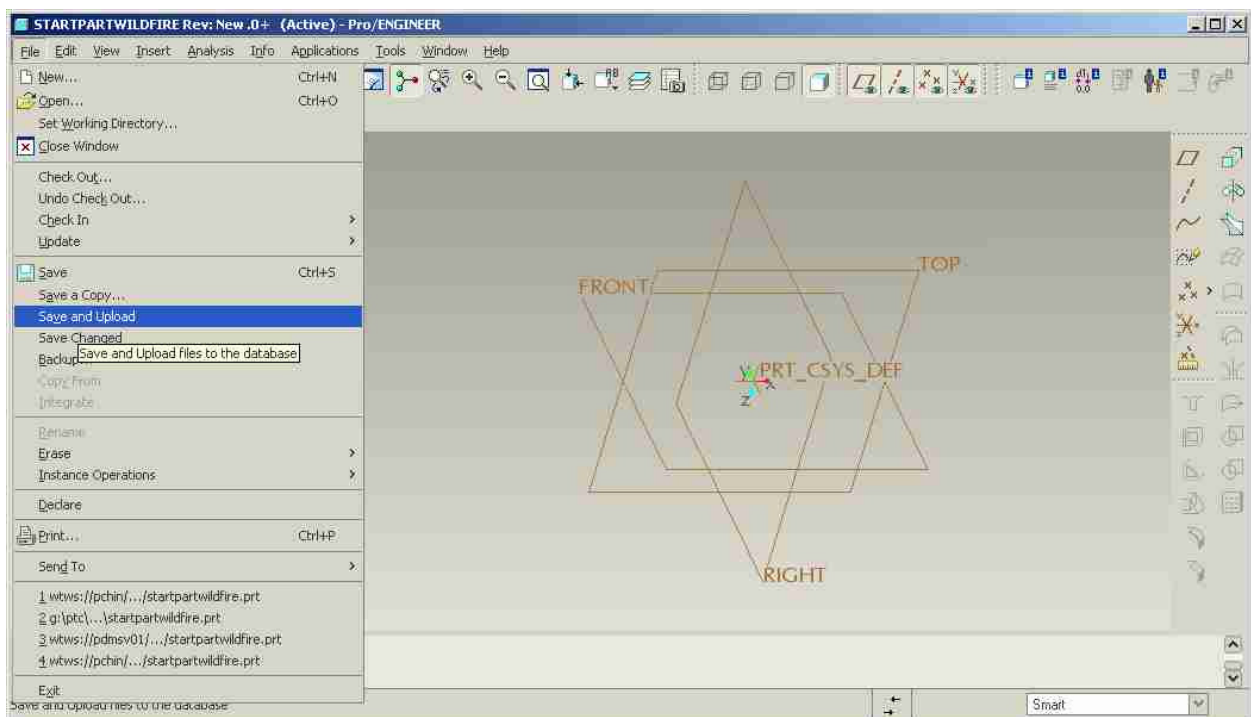 STARTPARTWILDFIRE Rev: New .0+ (Active) - Pro/ENGINEER
File Edit View Insert Analysis Info Applications Tools Window Help
New... Ctrl+N
Open... Ctrl+O
Set Working Directory...
Close Window
Check Out...
Undo Check Out...
Check In
Update
Save Ctrl+S
Save a Copy...
Save and Upload
Save Changed
Backup
Save and Upload files to the database
Copy From
Integrate
Rename
Erase
Instance Operations
Declare
Print... Ctrl+P
Send To
1 wtws://pchin/.../startpartwildfire.prt
2 g:\ptc\...\startpartwildfire.prt
3 wtws://pdmsv01/.../startpartwildfire.prt
4 wtws://pchin/.../startpartwildfire.prt
Exit
Save and Upload files to the database
FRONT
TOP
Y PRT_CSYS_DEF
X
Z
RIGHT
Smart